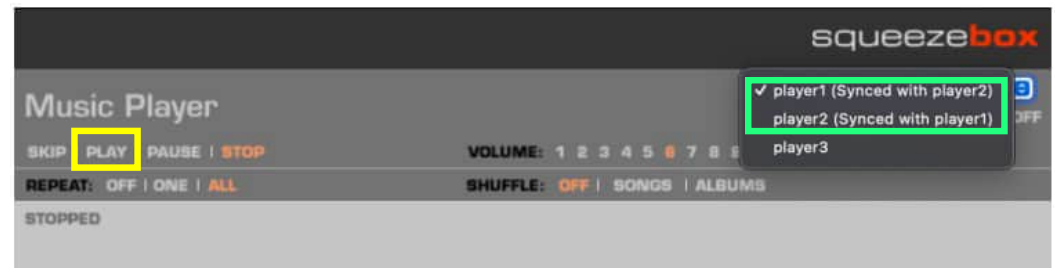 squeezebox
Music Player
✓ player1 (Synced with player2)
player2 (Synced with player1)
player3
OFF
SKIP PLAY PAUSE | STOP
VOLUME: 1 2 3 4 5 6 7 8 9
REPEAT: OFF | ONE | ALL
SHUFFLE: OFF | SONGS | ALBUMS
STOPPED